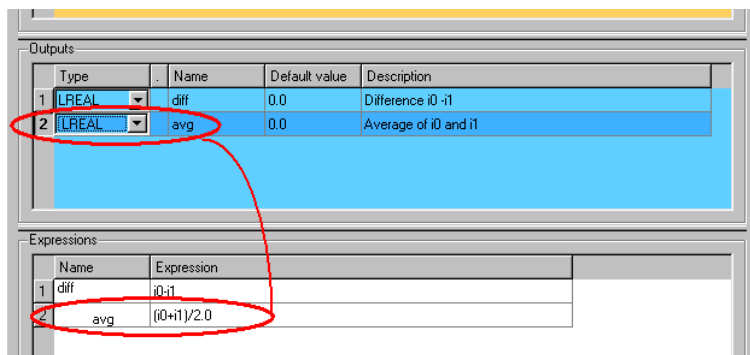 Outputs
Type . Name Default value Description
1 LREAL diff 0.0 Difference i0 -i1
2 LREAL avg 0.0 Average of i0 and i1
Expressions
Name Expression
1 diff i0-i1
2 avg (i0+i1)/2.0